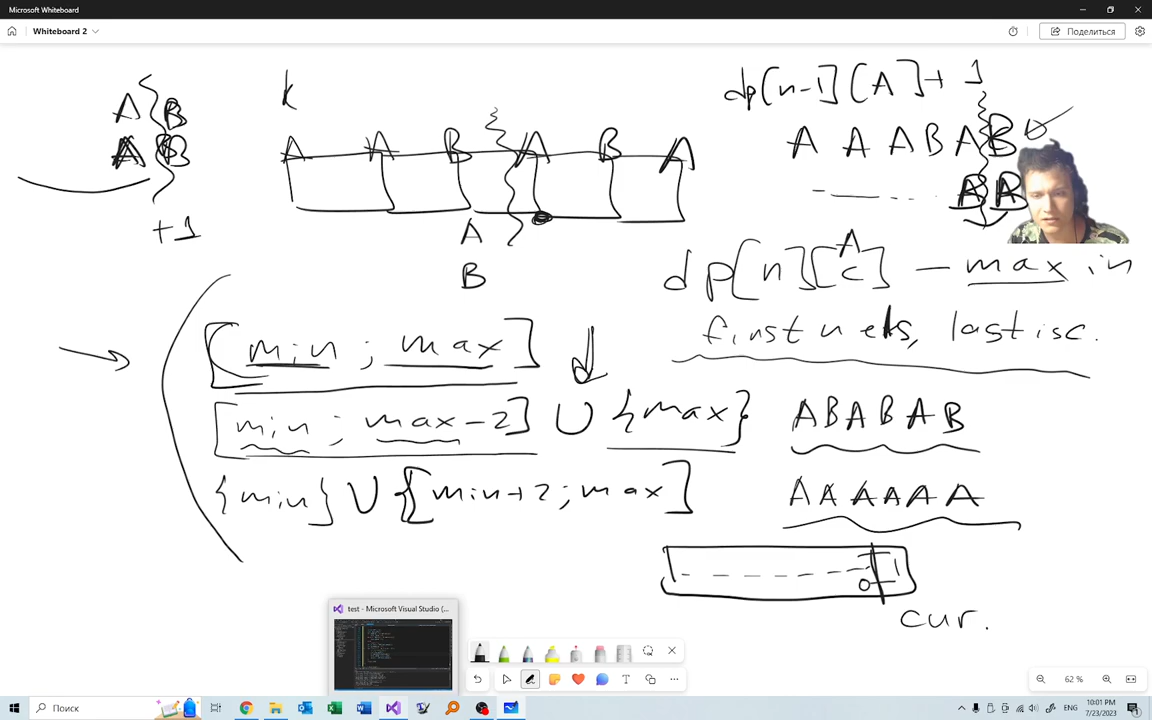 Microsoft Whiteboard
Whiteboard 2
Поделиться
k
dp[n-1][A]+ 1
A B
A B
A A B A B A
A A A B A B
A A
+1
A
B
dp[n][c] — max in
A
first n els, last is c.
[min ; max]
[min ; max-2] ∪ {max}
A B A B A B
{min} ∪ {[min+2; max]
A A A A A A
cur.
test - Microsoft Visual Studio (...
62 %
Поиск
ENG
10:01 PM
7/23/2023